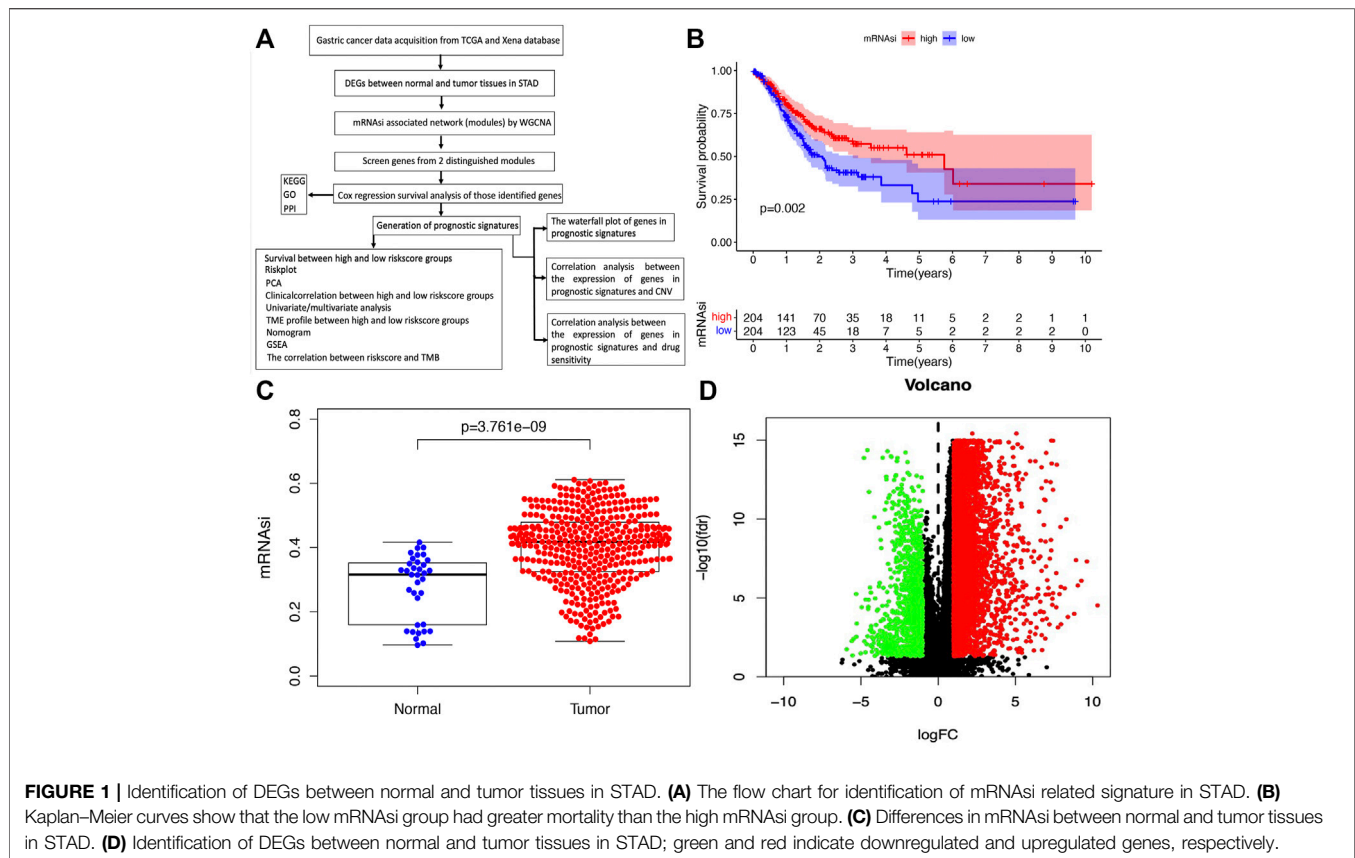 A
Gastric cancer data acquisition from TCGA and Xena database
DEGs between normal and tumor tissues in STAD
mRNAsi associated network (modules) by WGCNA
Screen genes from 2 distinguished modules
KEGG
GO
PPI
Cox regression survival analysis of those identified genes
Generation of prognostic signatures
Survival between high and low riskscore groups
Riskplot
PCA
Clinicalcorrelation between high and low riskscore groups
Univariate/multivariate analysis
TME profile between high and low riskscore groups
Nomogram
GSEA
The correlation between riskscore and TMB
The waterfall plot of genes in
prognostic signatures
Correlation analysis between
the expression of genes in
prognostic signatures and CNV
Correlation analysis between
the expression of genes in
prognostic signatures and drug
sensitivity
B
mRNAsi high low
Survival probability
1.00
0.75
0.50
0.25
0.00
p=0.002
0 1 2 3 4 5 6 7 8 9 10
Time(years)
mRNAsi
high 204 141 70 35 18 11 5 2 2 1 1
low 204 123 45 18 7 5 2 2 2 2 0
0 1 2 3 4 5 6 7 8 9 10
Time(years)
C
mRNAsi
0.8
0.6
0.4
0.2
0.0
p=3.761e-09
Normal Tumor
D
Volcano
-log10(fdr)
15
10
5
0
-10 -5 0 5 10
logFC
FIGURE 1 | Identification of DEGs between normal and tumor tissues in STAD. (A) The flow chart for identification of mRNAsi related signature in STAD. (B)
Kaplan–Meier curves show that the low mRNAsi group had greater mortality than the high mRNAsi group. (C) Differences in mRNAsi between normal and tumor tissues
in STAD. (D) Identification of DEGs between normal and tumor tissues in STAD; green and red indicate downregulated and upregulated genes, respectively.